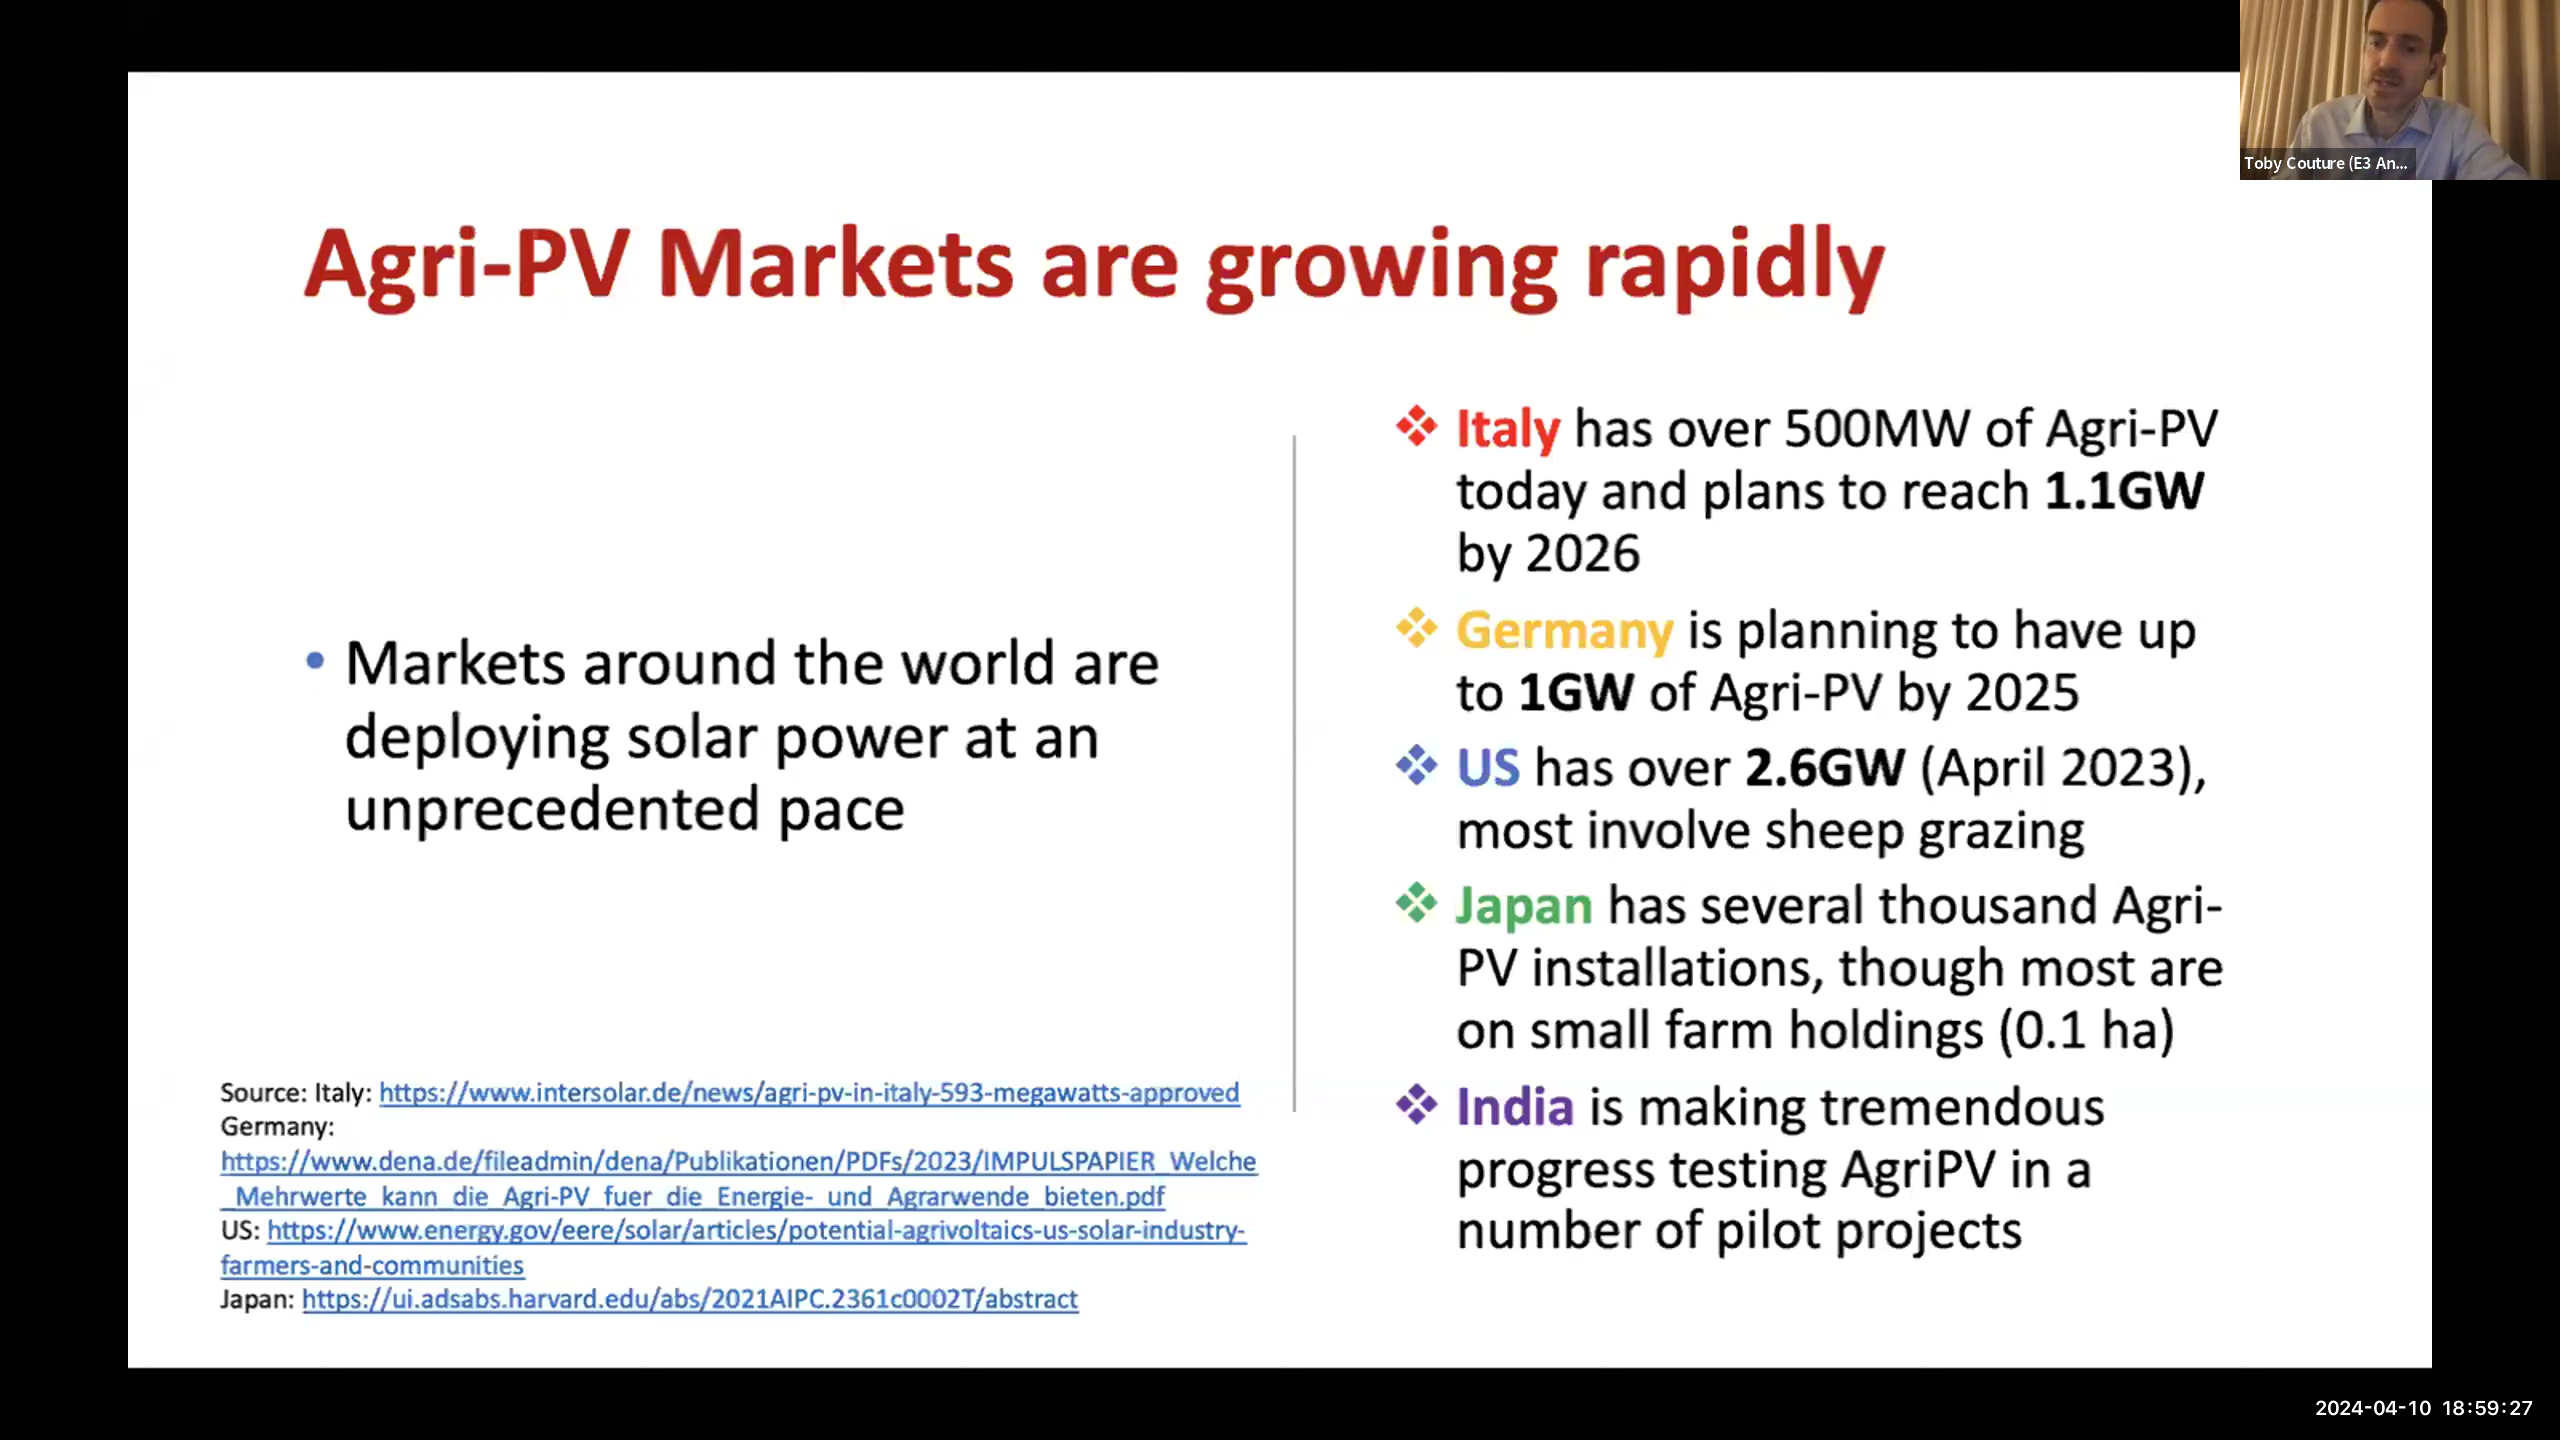 Toby Couture (E3 An...
Agri-PV Markets are growing rapidly
• Markets around the world are
deploying solar power at an
unprecedented pace
Source: Italy: https://www.intersolar.de/news/agri-pv-in-italy-593-megawatts-approved
Germany:
https://www.dena.de/fileadmin/dena/Publikationen/PDFs/2023/IMPULSPAPIER_Welche
_Mehrwerte_kann_die_Agri-PV_fuer_die_Energie-_und_Agrarwende_bieten.pdf
US: https://www.energy.gov/eere/solar/articles/potential-agrivoltaics-us-solar-industry-
farmers-and-communities
Japan: https://ui.adsabs.harvard.edu/abs/2021AIPC.2361c0002T/abstract
❖ Italy has over 500MW of Agri-PV
today and plans to reach 1.1GW
by 2026
❖ Germany is planning to have up
to 1GW of Agri-PV by 2025
❖ US has over 2.6GW (April 2023),
most involve sheep grazing
❖ Japan has several thousand Agri-
PV installations, though most are
on small farm holdings (0.1 ha)
❖ India is making tremendous
progress testing AgriPV in a
number of pilot projects
2024-04-10 18:59:27